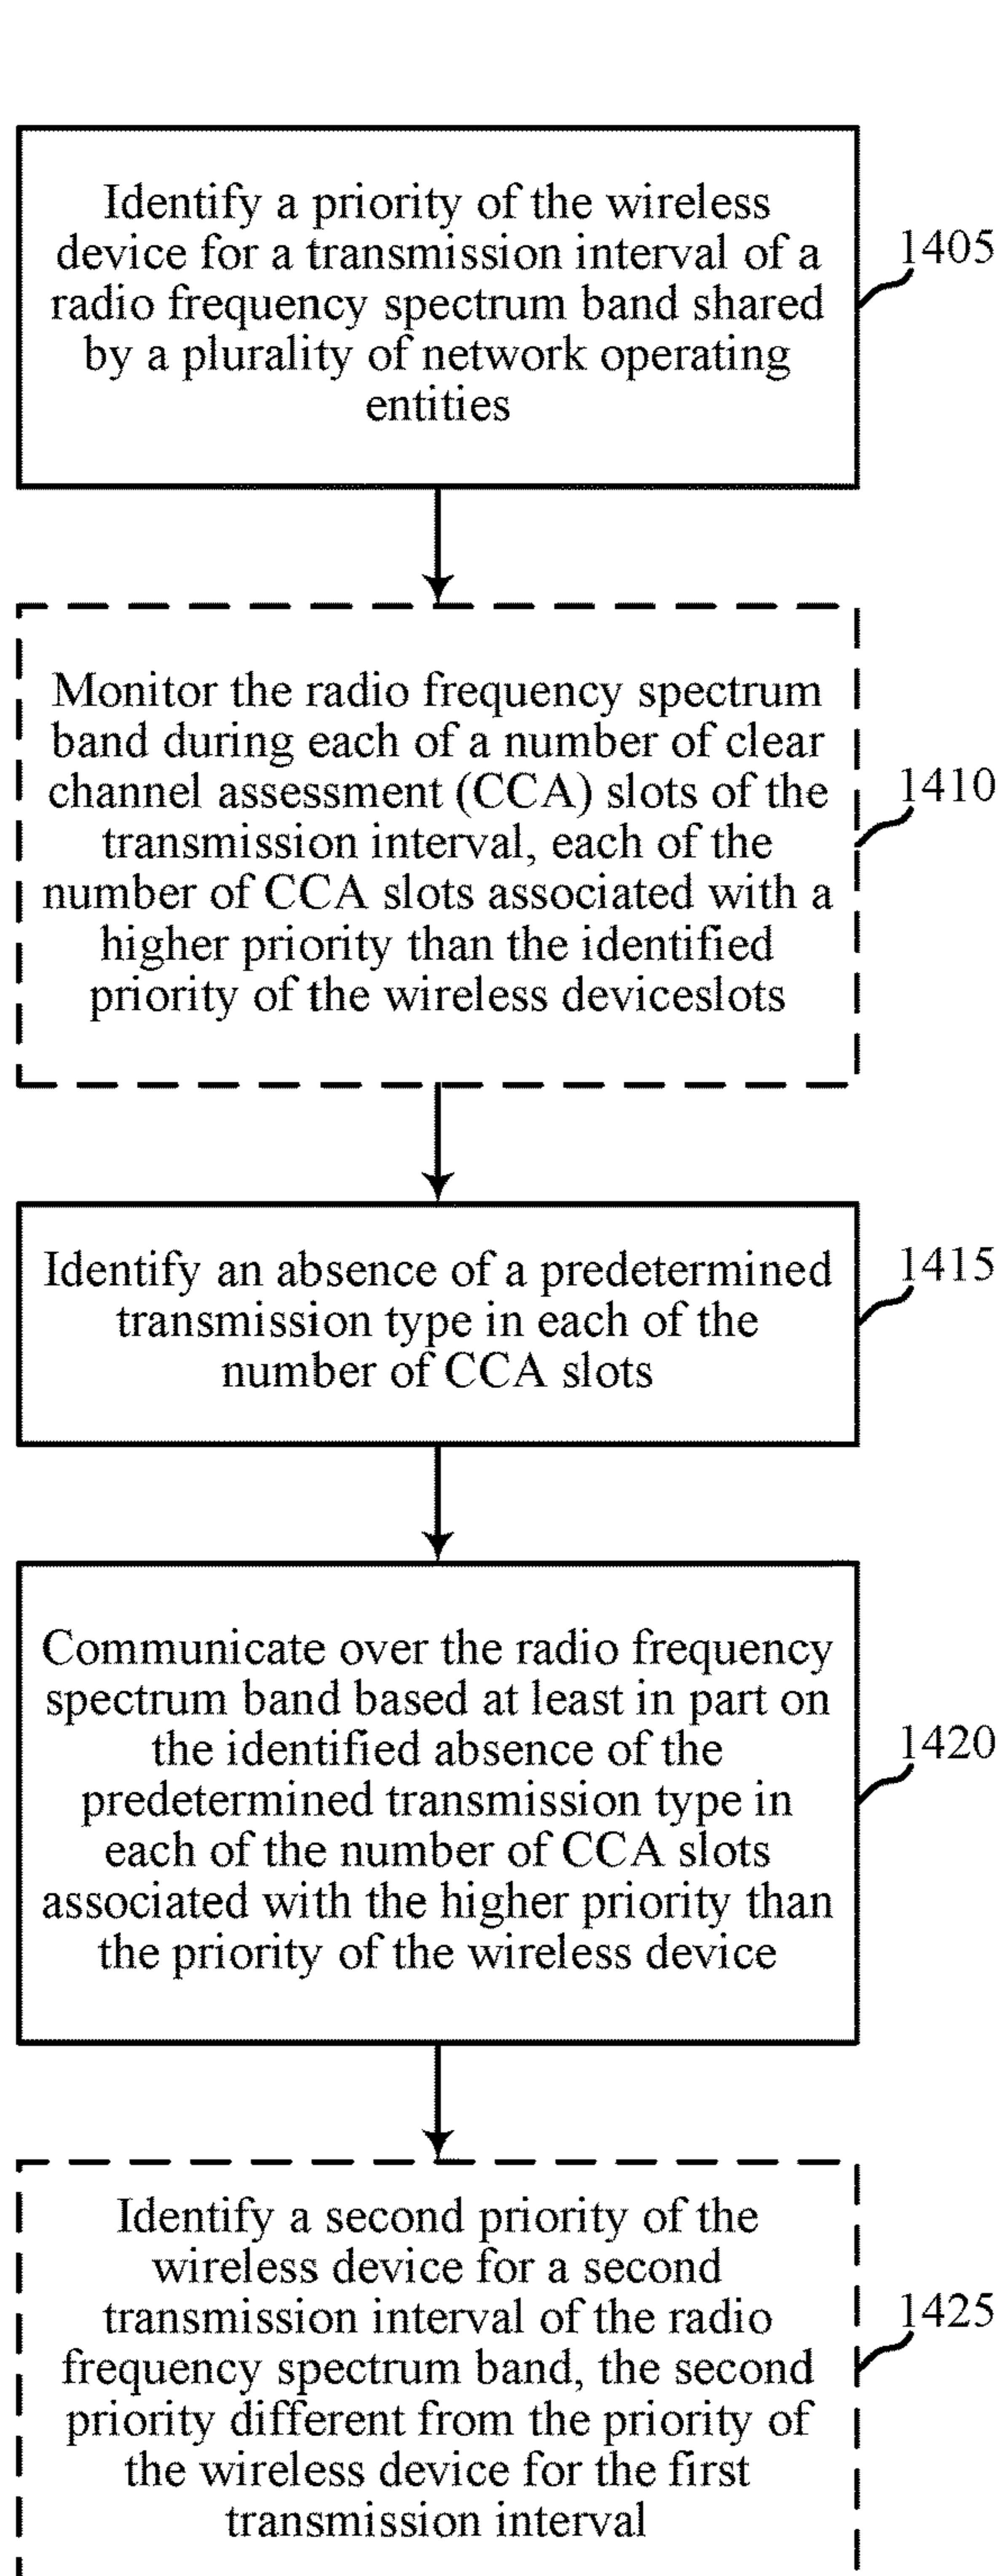 Identify a priority of the wireless
device for a transmission interval of a
radio frequency spectrum band shared
by a plurality of network operating
entities
1405
Monitor the radio frequency spectrum
band during each of a number of clear
channel assessment (CCA) slots of the
transmission interval, each of the
number of CCA slots associated with a
higher priority than the identified
priority of the wireless deviceslots
1410
Identify an absence of a predetermined
transmission type in each of the
number of CCA slots
1415
Communicate over the radio frequency
spectrum band based at least in part on
the identified absence of the
predetermined transmission type in
each of the number of CCA slots
associated with the higher priority than
the priority of the wireless device
1420
Identify a second priority of the
wireless device for a second
transmission interval of the radio
frequency spectrum band, the second
priority different from the priority of
the wireless device for the first
transmission interval
1425